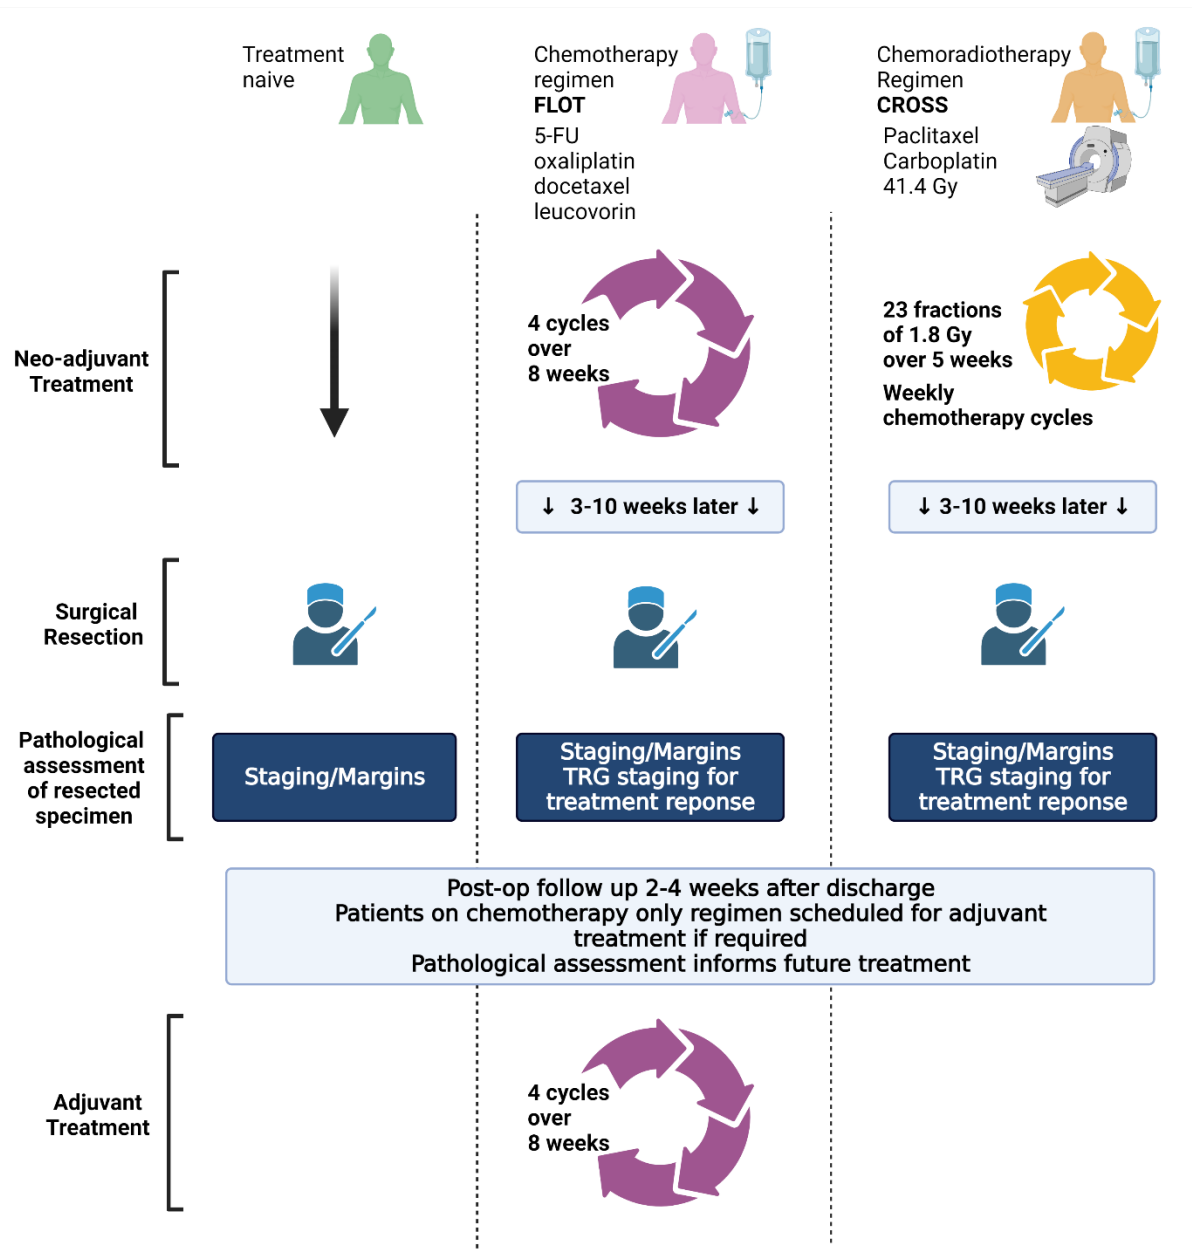 Treatment
naive
Chemotherapy
regimen
FLOT
5-FU
oxaliplatin
docetaxel
leucovorin
Chemoradiotherapy
Regimen
CROSS
Paclitaxel
Carboplatin
41.4 Gy
Neo-adjuvant
Treatment
4 cycles
over
8 weeks
23 fractions
of 1.8 Gy
over 5 weeks
Weekly
chemotherapy cycles
↓ 3-10 weeks later ↓
↓ 3-10 weeks later ↓
Surgical
Resection
Pathological
assessment
of resected
specimen
Staging/Margins
Staging/Margins
TRG staging for
treatment reponse
Staging/Margins
TRG staging for
treatment reponse
Post-op follow up 2-4 weeks after discharge
Patients on chemotherapy only regimen scheduled for adjuvant
treatment if required
Pathological assessment informs future treatment
Adjuvant
Treatment
4 cycles
over
8 weeks